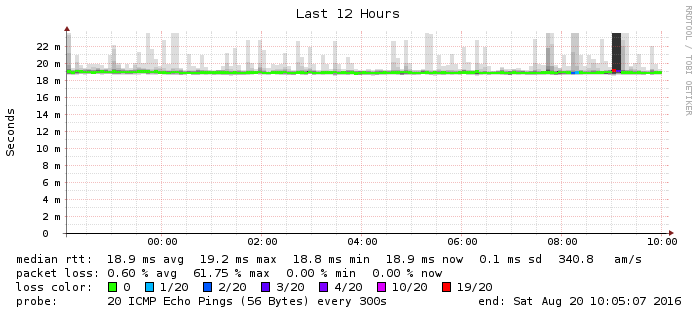 Last 12 Hours
RRDTOOL / TOBI OETIKER
Seconds
22 m
20 m
18 m
16 m
14 m
12 m
10 m
8 m
6 m
4 m
2 m
0
00:00 02:00 04:00 06:00 08:00 10:00
median rtt: 18.9 ms avg 19.2 ms max 18.8 ms min 18.9 ms now 0.1 ms sd 340.8 am/s
packet loss: 0.60 % avg 61.75 % max 0.00 % min 0.00 % now
loss color: 0 1/20 2/20 3/20 4/20 10/20 19/20
probe: 20 ICMP Echo Pings (56 Bytes) every 300s end: Sat Aug 20 10:05:07 2016